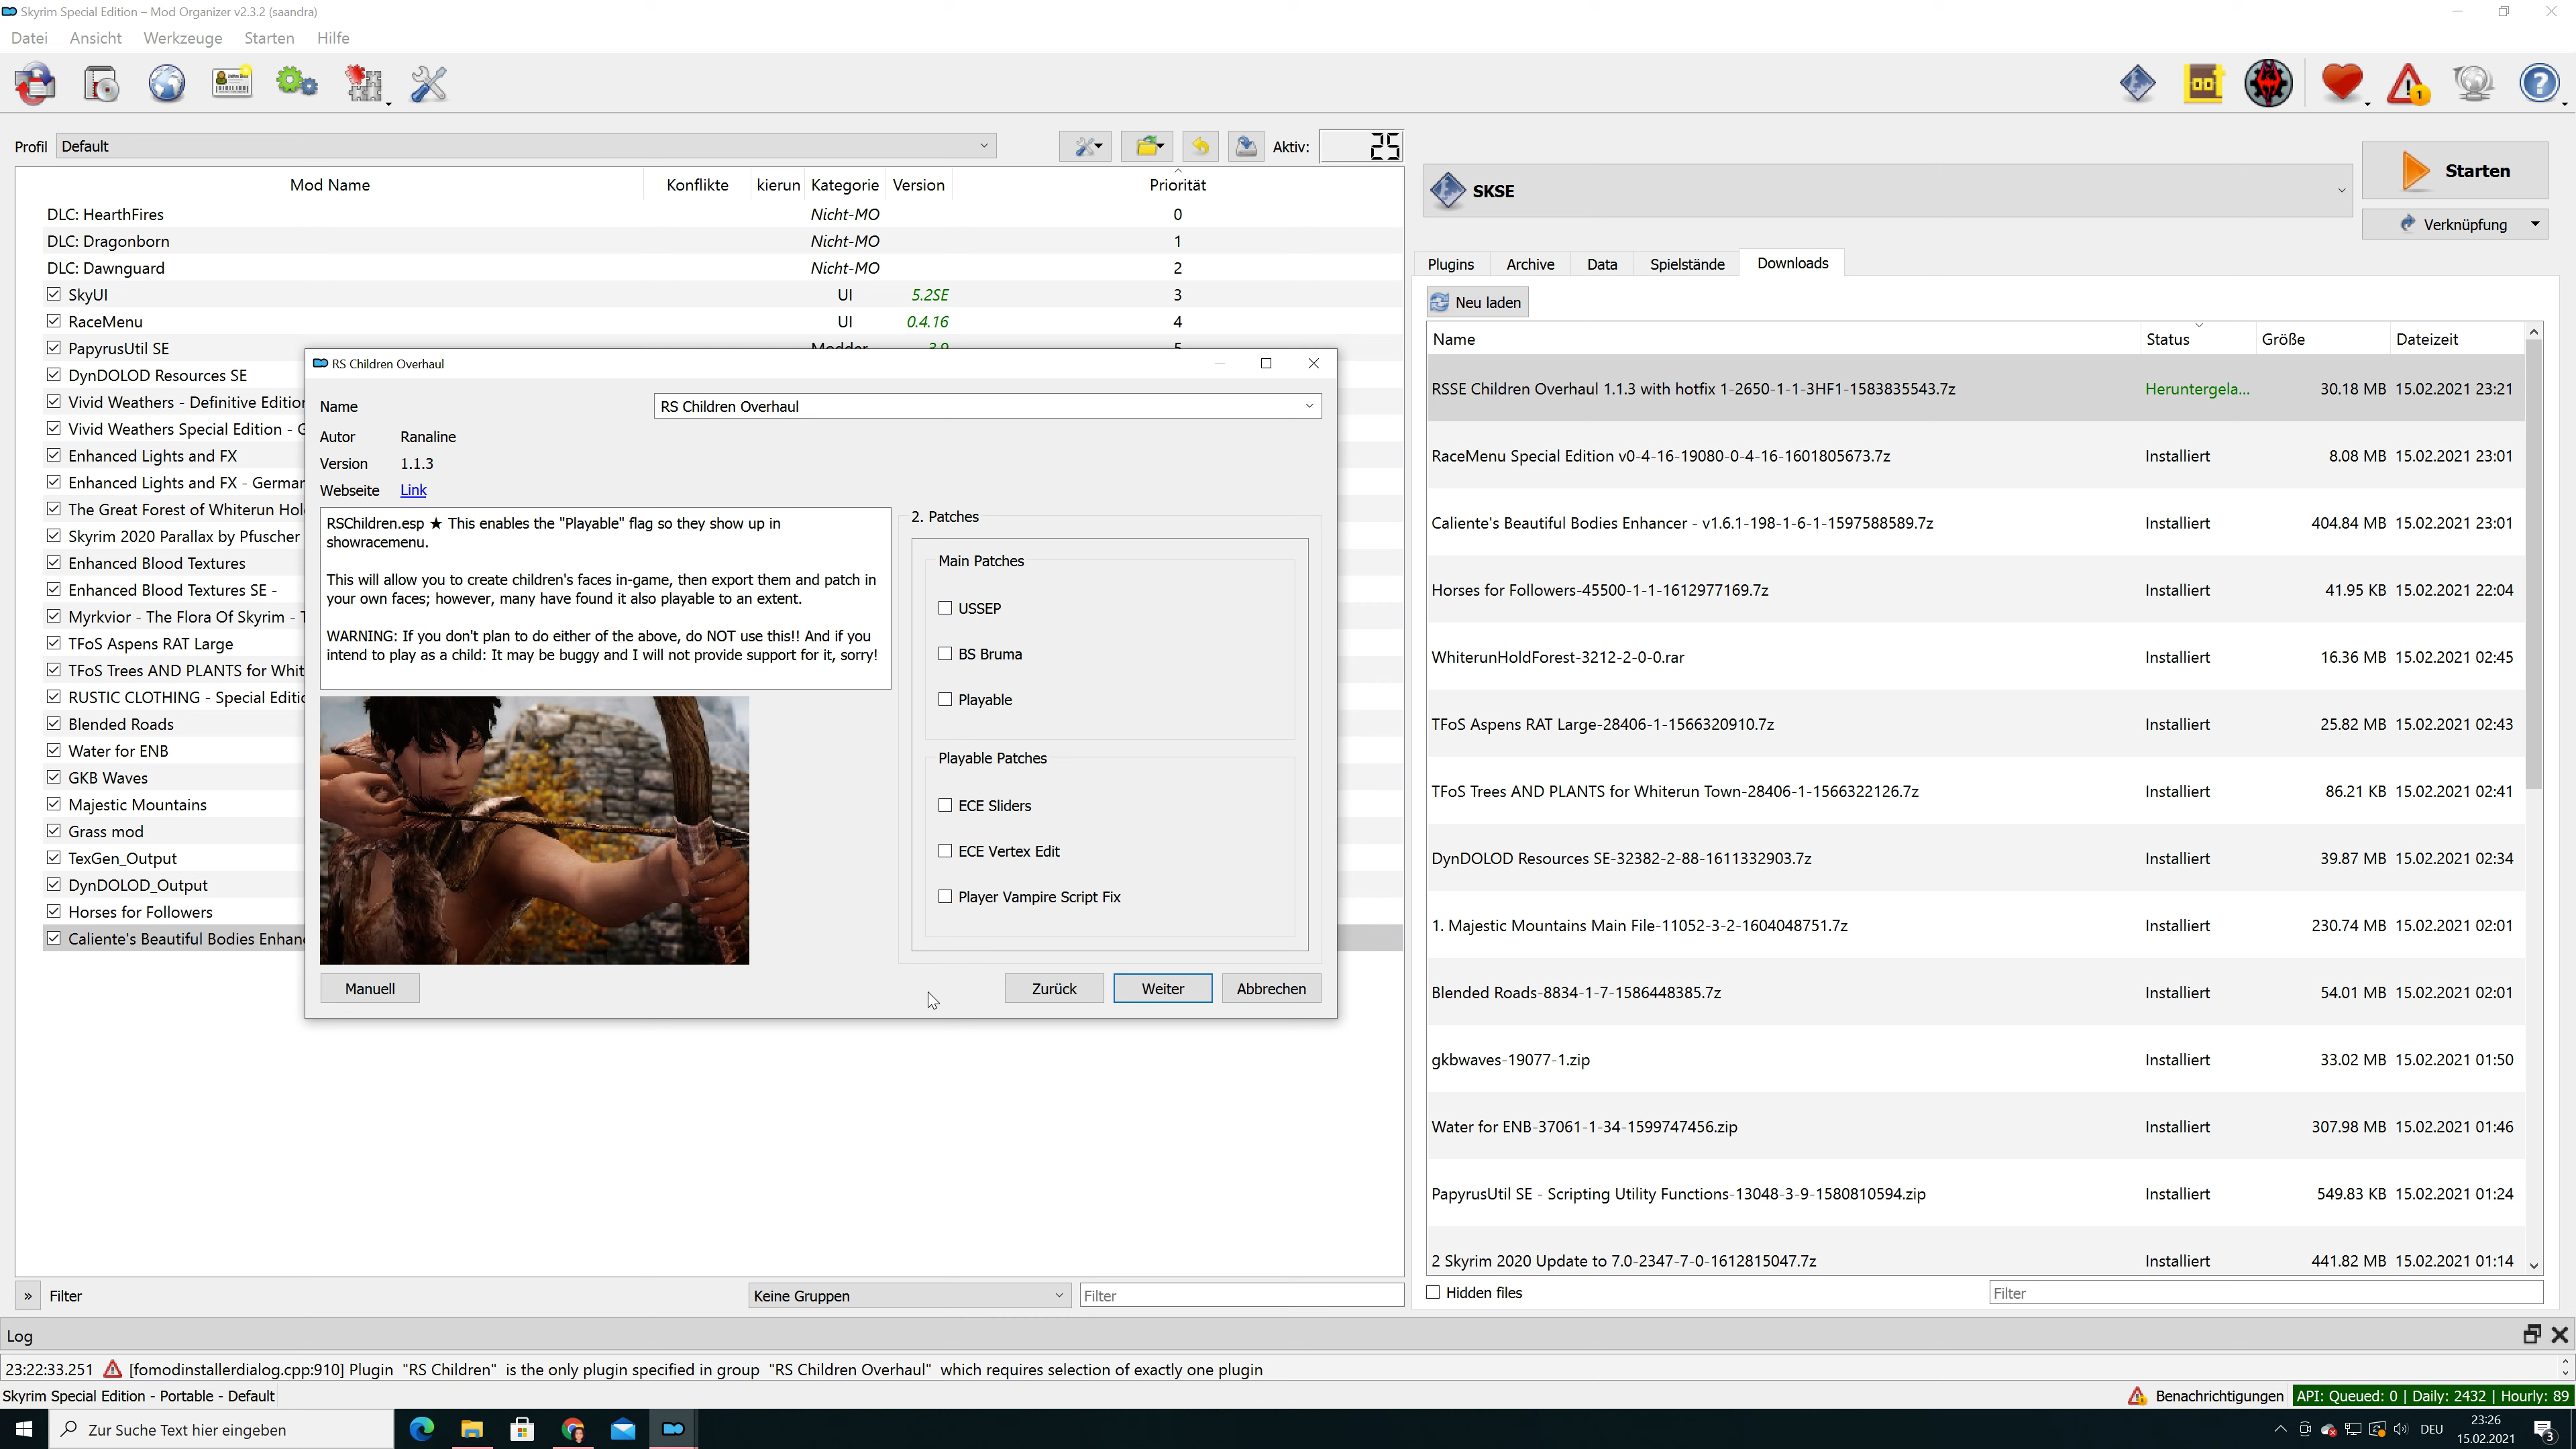 Skyrim Special Edition – Mod Organizer v2.3.2 (saandra)
Datei Ansicht Werkzeuge Starten Hilfe
Profil Default Aktiv: 25
Mod Name Konflikte kierun Kategorie Version Priorität
DLC: HearthFires Nicht-MO 0
DLC: Dragonborn Nicht-MO 1
DLC: Dawnguard Nicht-MO 2
SkyUI UI 5.2SE 3
RaceMenu UI 0.4.16 4
PapyrusUtil SE Modder 3.9 5
DynDOLOD Resources SE
Vivid Weathers - Definitive Edition
Vivid Weathers Special Edition - G
Enhanced Lights and FX
Enhanced Lights and FX - German
The Great Forest of Whiterun Hol
Skyrim 2020 Parallax by Pfuscher
Enhanced Blood Textures
Enhanced Blood Textures SE -
Myrkvior - The Flora Of Skyrim - T
TFoS Aspens RAT Large
TFoS Trees AND PLANTS for Whit
RUSTIC CLOTHING - Special Editio
Blended Roads
Water for ENB
GKB Waves
Majestic Mountains
Grass mod
TexGen_Output
DynDOLOD_Output
Horses for Followers
Caliente's Beautiful Bodies Enhan
RS Children Overhaul
Name RS Children Overhaul
Autor Ranaline
Version 1.1.3
Webseite Link
RSChildren.esp ★ This enables the "Playable" flag so they show up in
showracemenu.
This will allow you to create children's faces in-game, then export them and patch in
your own faces; however, many have found it also playable to an extent.
WARNING: If you don't plan to do either of the above, do NOT use this!! And if you
intend to play as a child: It may be buggy and I will not provide support for it, sorry!
2. Patches
Main Patches
USSEP
BS Bruma
Playable
Playable Patches
ECE Sliders
ECE Vertex Edit
Player Vampire Script Fix
Manuell Zurück Weiter Abbrechen
» Filter Keine Gruppen Filter
SKSE
Starten
Verknüpfung
Plugins Archive Data Spielstände Downloads
Neu laden
Name Status Größe Dateizeit
RSSE Children Overhaul 1.1.3 with hotfix 1-2650-1-1-3HF1-1583835543.7z Heruntergela... 30.18 MB 15.02.2021 23:21
RaceMenu Special Edition v0-4-16-19080-0-4-16-1601805673.7z Installiert 8.08 MB 15.02.2021 23:01
Caliente's Beautiful Bodies Enhancer - v1.6.1-198-1-6-1-1597588589.7z Installiert 404.84 MB 15.02.2021 23:01
Horses for Followers-45500-1-1-1612977169.7z Installiert 41.95 KB 15.02.2021 22:04
WhiterunHoldForest-3212-2-0-0.rar Installiert 16.36 MB 15.02.2021 02:45
TFoS Aspens RAT Large-28406-1-1566320910.7z Installiert 25.82 MB 15.02.2021 02:43
TFoS Trees AND PLANTS for Whiterun Town-28406-1-1566322126.7z Installiert 86.21 KB 15.02.2021 02:41
DynDOLOD Resources SE-32382-2-88-1611332903.7z Installiert 39.87 MB 15.02.2021 02:34
1. Majestic Mountains Main File-11052-3-2-1604048751.7z Installiert 230.74 MB 15.02.2021 02:01
Blended Roads-8834-1-7-1586448385.7z Installiert 54.01 MB 15.02.2021 02:01
gkbwaves-19077-1.zip Installiert 33.02 MB 15.02.2021 01:50
Water for ENB-37061-1-34-1599747456.zip Installiert 307.98 MB 15.02.2021 01:46
PapyrusUtil SE - Scripting Utility Functions-13048-3-9-1580810594.zip Installiert 549.83 KB 15.02.2021 01:24
2 Skyrim 2020 Update to 7.0-2347-7-0-1612815047.7z Installiert 441.82 MB 15.02.2021 01:14
Hidden files Filter
Log
23:22:33.251 [fomodinstallerdialog.cpp:910] Plugin "RS Children" is the only plugin specified in group "RS Children Overhaul" which requires selection of exactly one plugin
Skyrim Special Edition - Portable - Default Benachrichtigungen API: Queued: 0 | Daily: 2432 | Hourly: 89
Zur Suche Text hier eingeben DEU 23:26
15.02.2021 3